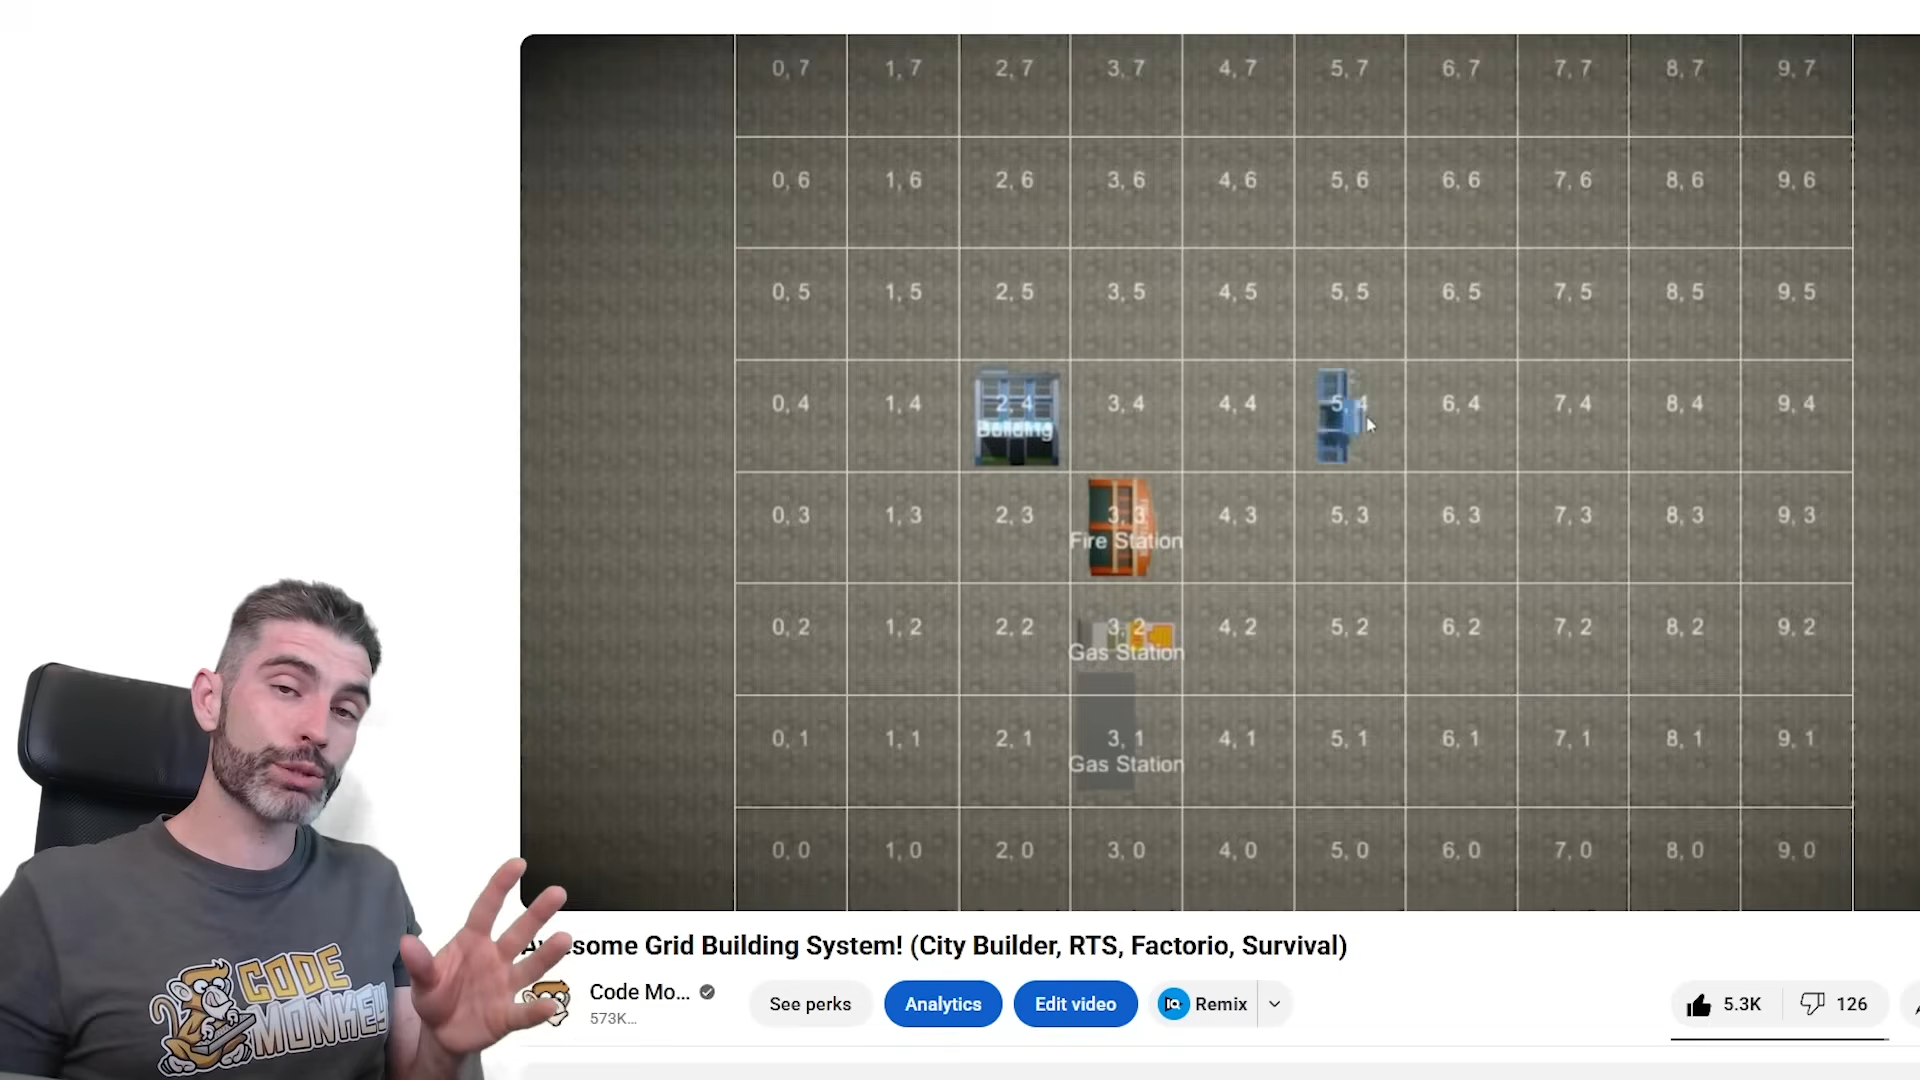 0, 7 1, 7 2, 7 3, 7 4, 7 5, 7 6, 7 7, 7 8, 7 9, 7
0, 6 1, 6 2, 6 3, 6 4, 6 5, 6 6, 6 7, 6 8, 6 9, 6
0, 5 1, 5 2, 5 3, 5 4, 5 5, 5 6, 5 7, 5 8, 5 9, 5
0, 4 1, 4 2, 4 3, 4 4, 4 5, 4 6, 4 7, 4 8, 4 9, 4
Building
0, 3 1, 3 2, 3 3, 3 4, 3 5, 3 6, 3 7, 3 8, 3 9, 3
Fire Station
0, 2 1, 2 2, 2 3, 2 4, 2 5, 2 6, 2 7, 2 8, 2 9, 2
Gas Station
0, 1 1, 1 2, 1 3, 1 4, 1 5, 1 6, 1 7, 1 8, 1 9, 1
Gas Station
0, 0 1, 0 2, 0 3, 0 4, 0 5, 0 6, 0 7, 0 8, 0 9, 0
Grid Building System! (City Builder, RTS, Factorio, Survival)
Code Mo...
573K...
See perks
Analytics
Edit video
Remix
5.3K
126
CODE
MONKEY